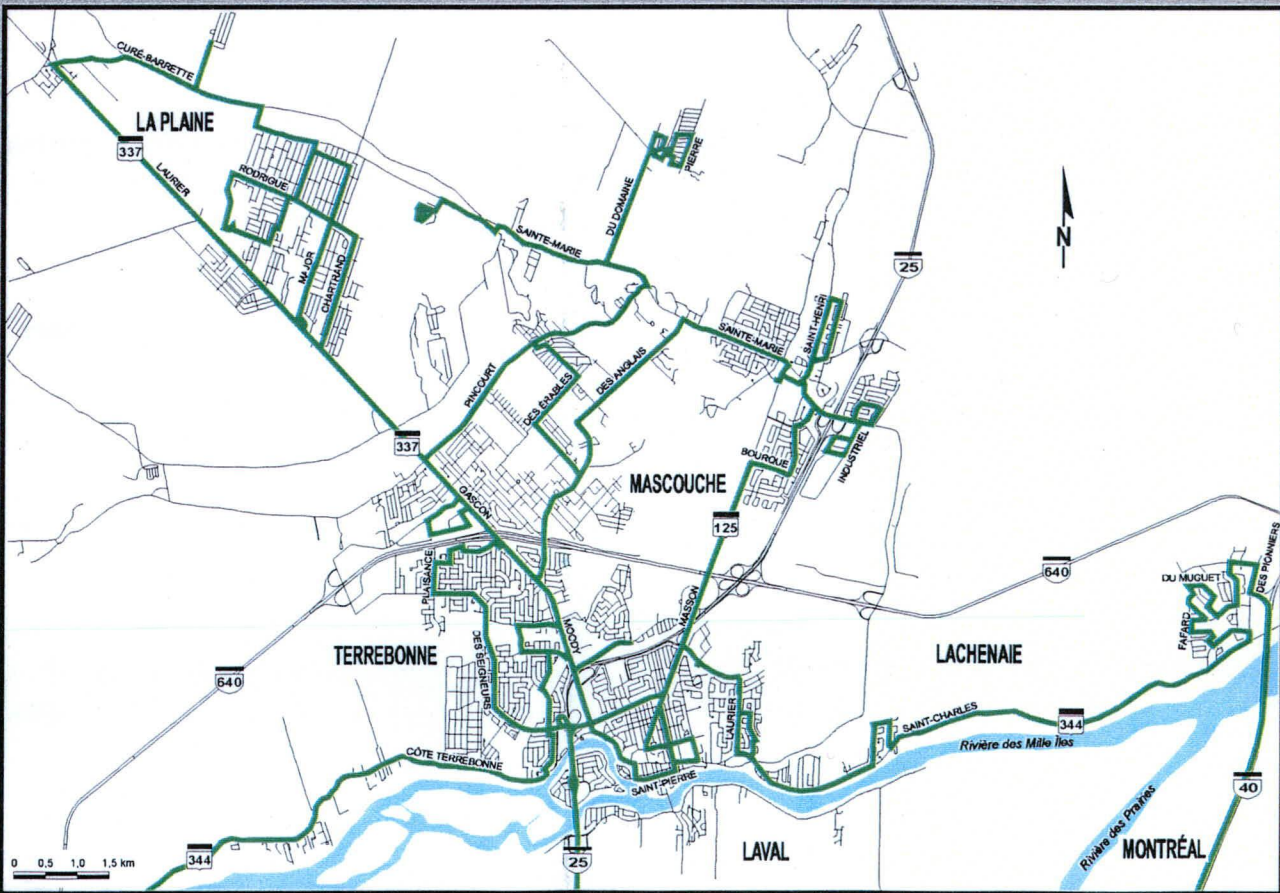 CURÉ-BARRETTE
LA PLAINE
337
LAURIER
RODRIGUE
MAJOR
CHARTRAND
PIERRE
DU DOMAINE
SAINTE-MARIE
N
25
SAINT-HENRI
SAINTE-MARIE
PINCOURT
DES ÉRABLES
DES ANGLAIS
337
GASCON
BOURQUE
INDUSTRIEL
MASCOUCHE
125
640
DES PIONNIERS
DU MUGUET
FAFARD
PLAISANCE
MOODY
MASSON
TERREBONNE
DES SEIGNEURS
LACHENAIE
640
LAURIER
SAINT-CHARLES
344
Rivière des Mille Îles
CÔTE TERREBONNE
SAINT-PIERRE
40
Rivière des Prairies
344
25
LAVAL
MONTRÉAL
0 0,5 1,0 1,5 km